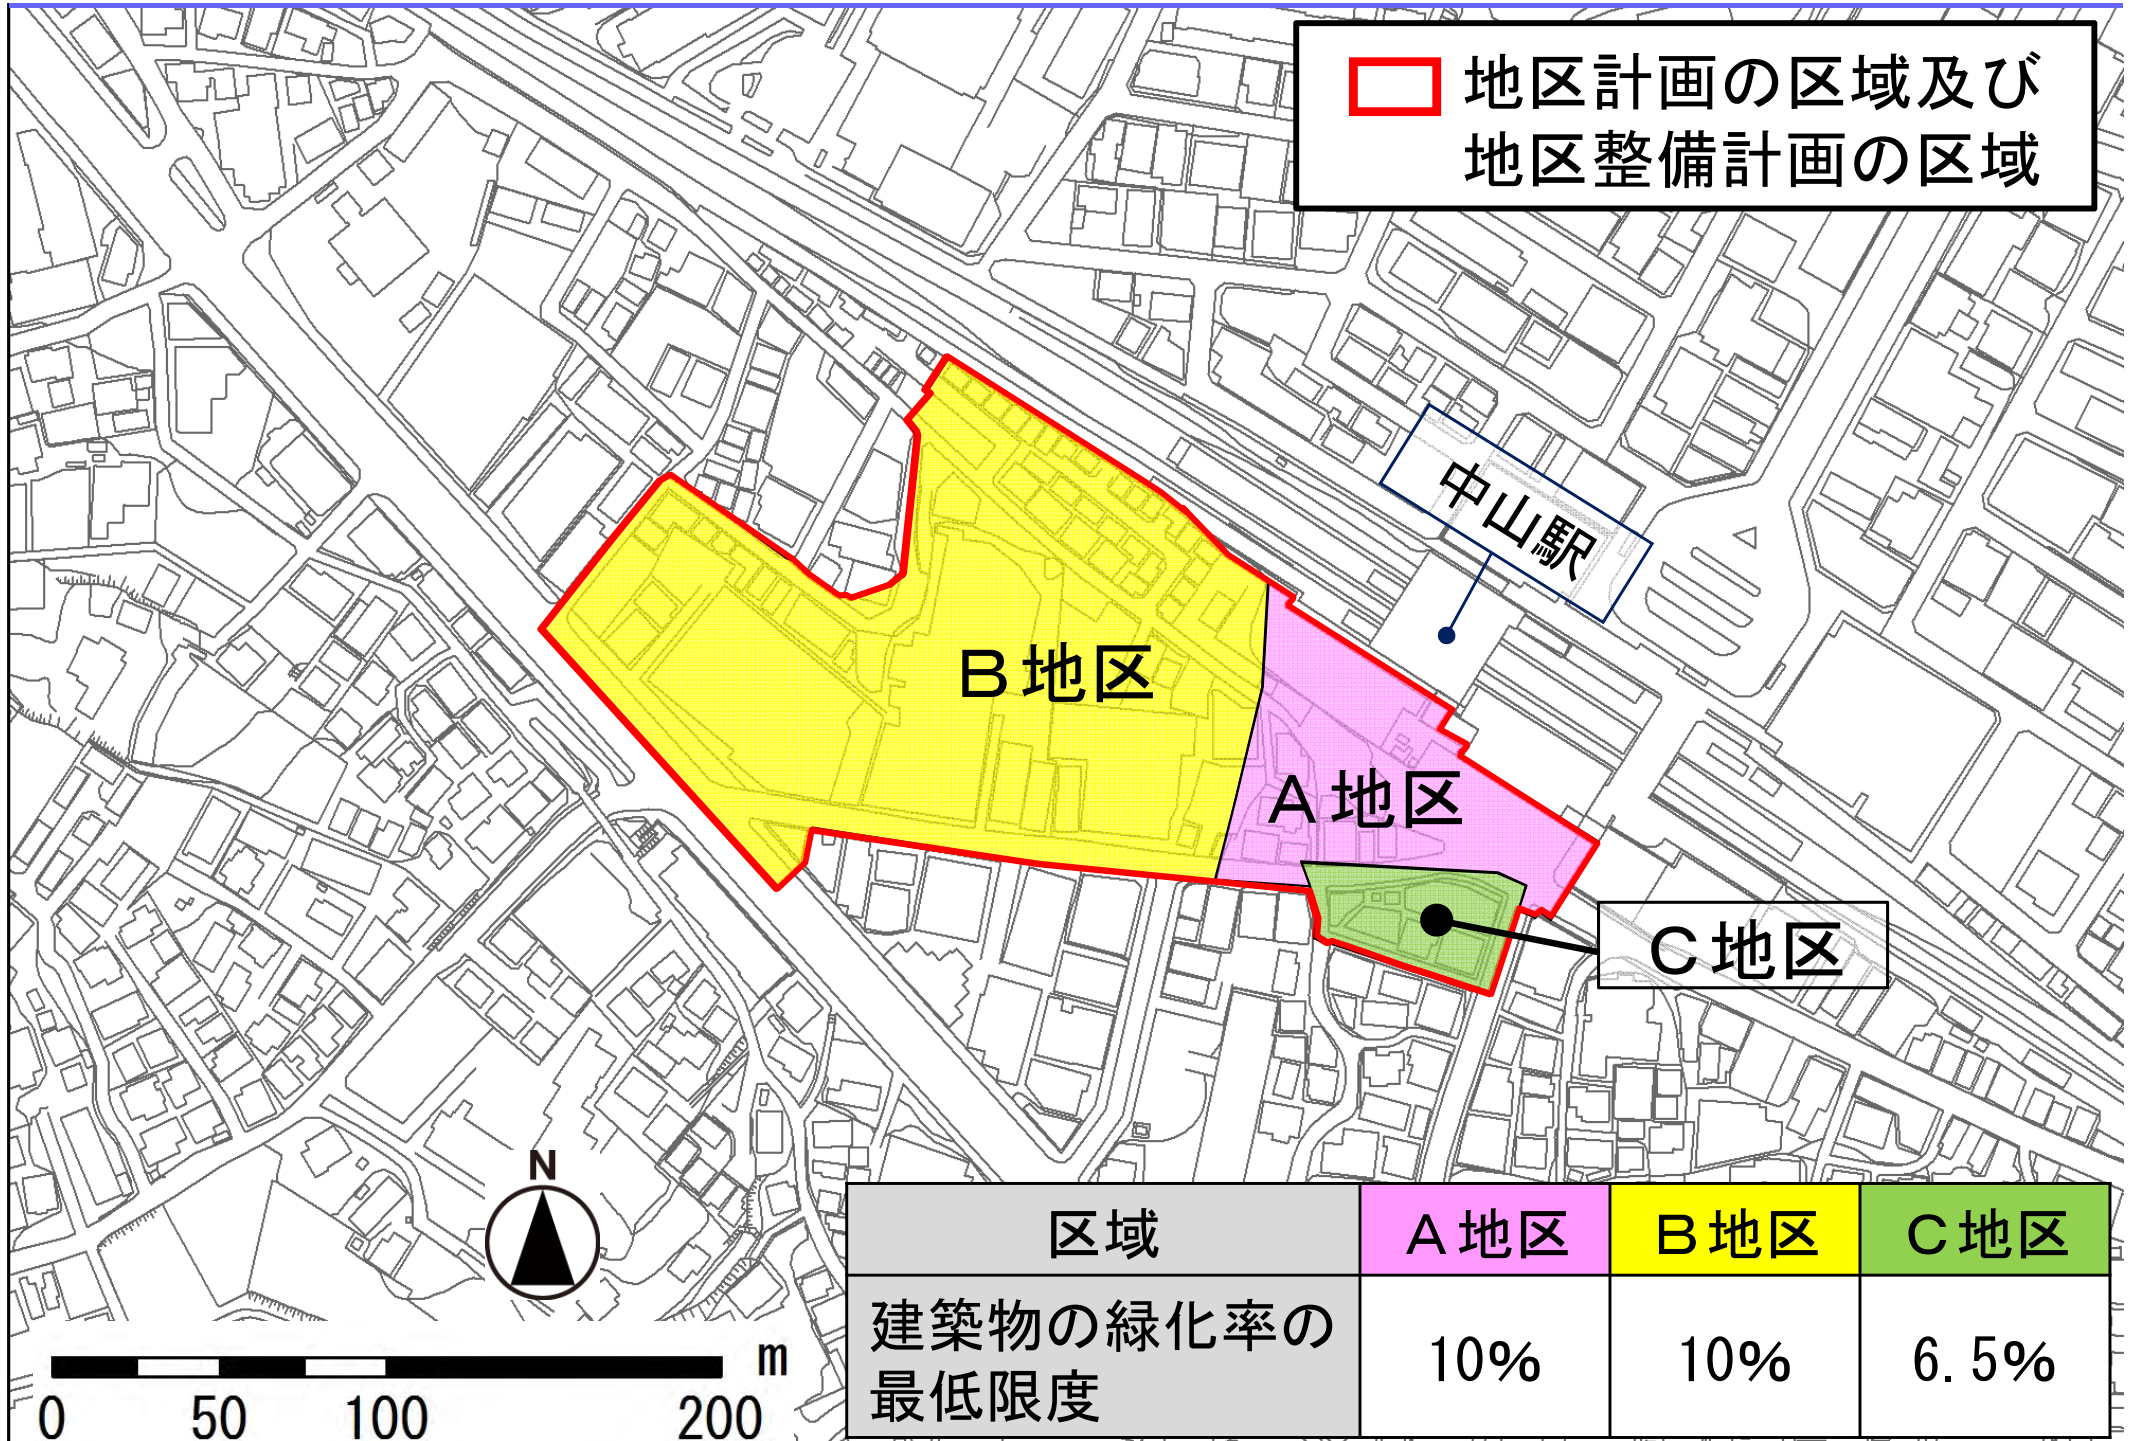 地区計画の区域及び
地区整備計画の区域
中山駅
B地区
A地区
C地区
N
m
0 50 100 200
区域 A地区 B地区 C地区
建築物の緑化率の
最低限度
10% 10% 6.5%